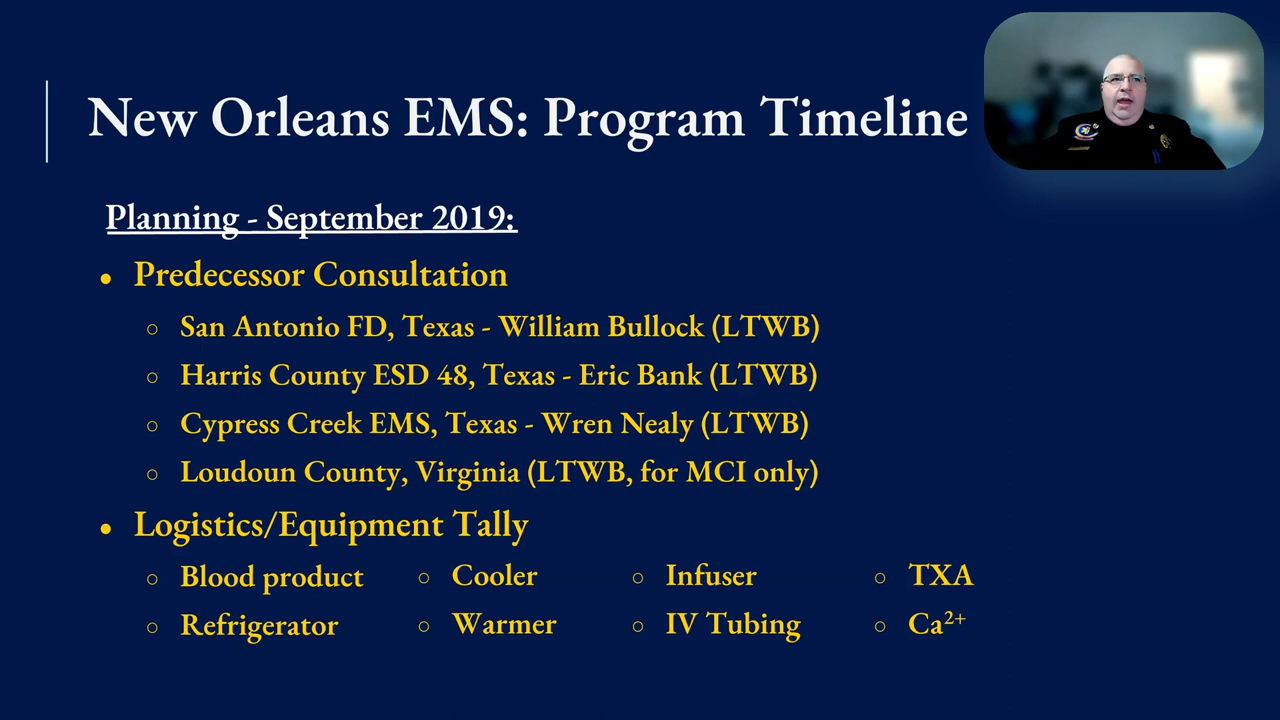 New Orleans EMS: Program Timeline
Planning - September 2019:
● Predecessor Consultation
○ San Antonio FD, Texas - William Bullock (LTWB)
○ Harris County ESD 48, Texas - Eric Bank (LTWB)
○ Cypress Creek EMS, Texas - Wren Nealy (LTWB)
○ Loudoun County, Virginia (LTWB, for MCI only)
● Logistics/Equipment Tally
○ Blood product ○ Cooler ○ Infuser ○ TXA
○ Refrigerator ○ Warmer ○ IV Tubing ○ Ca²⁺